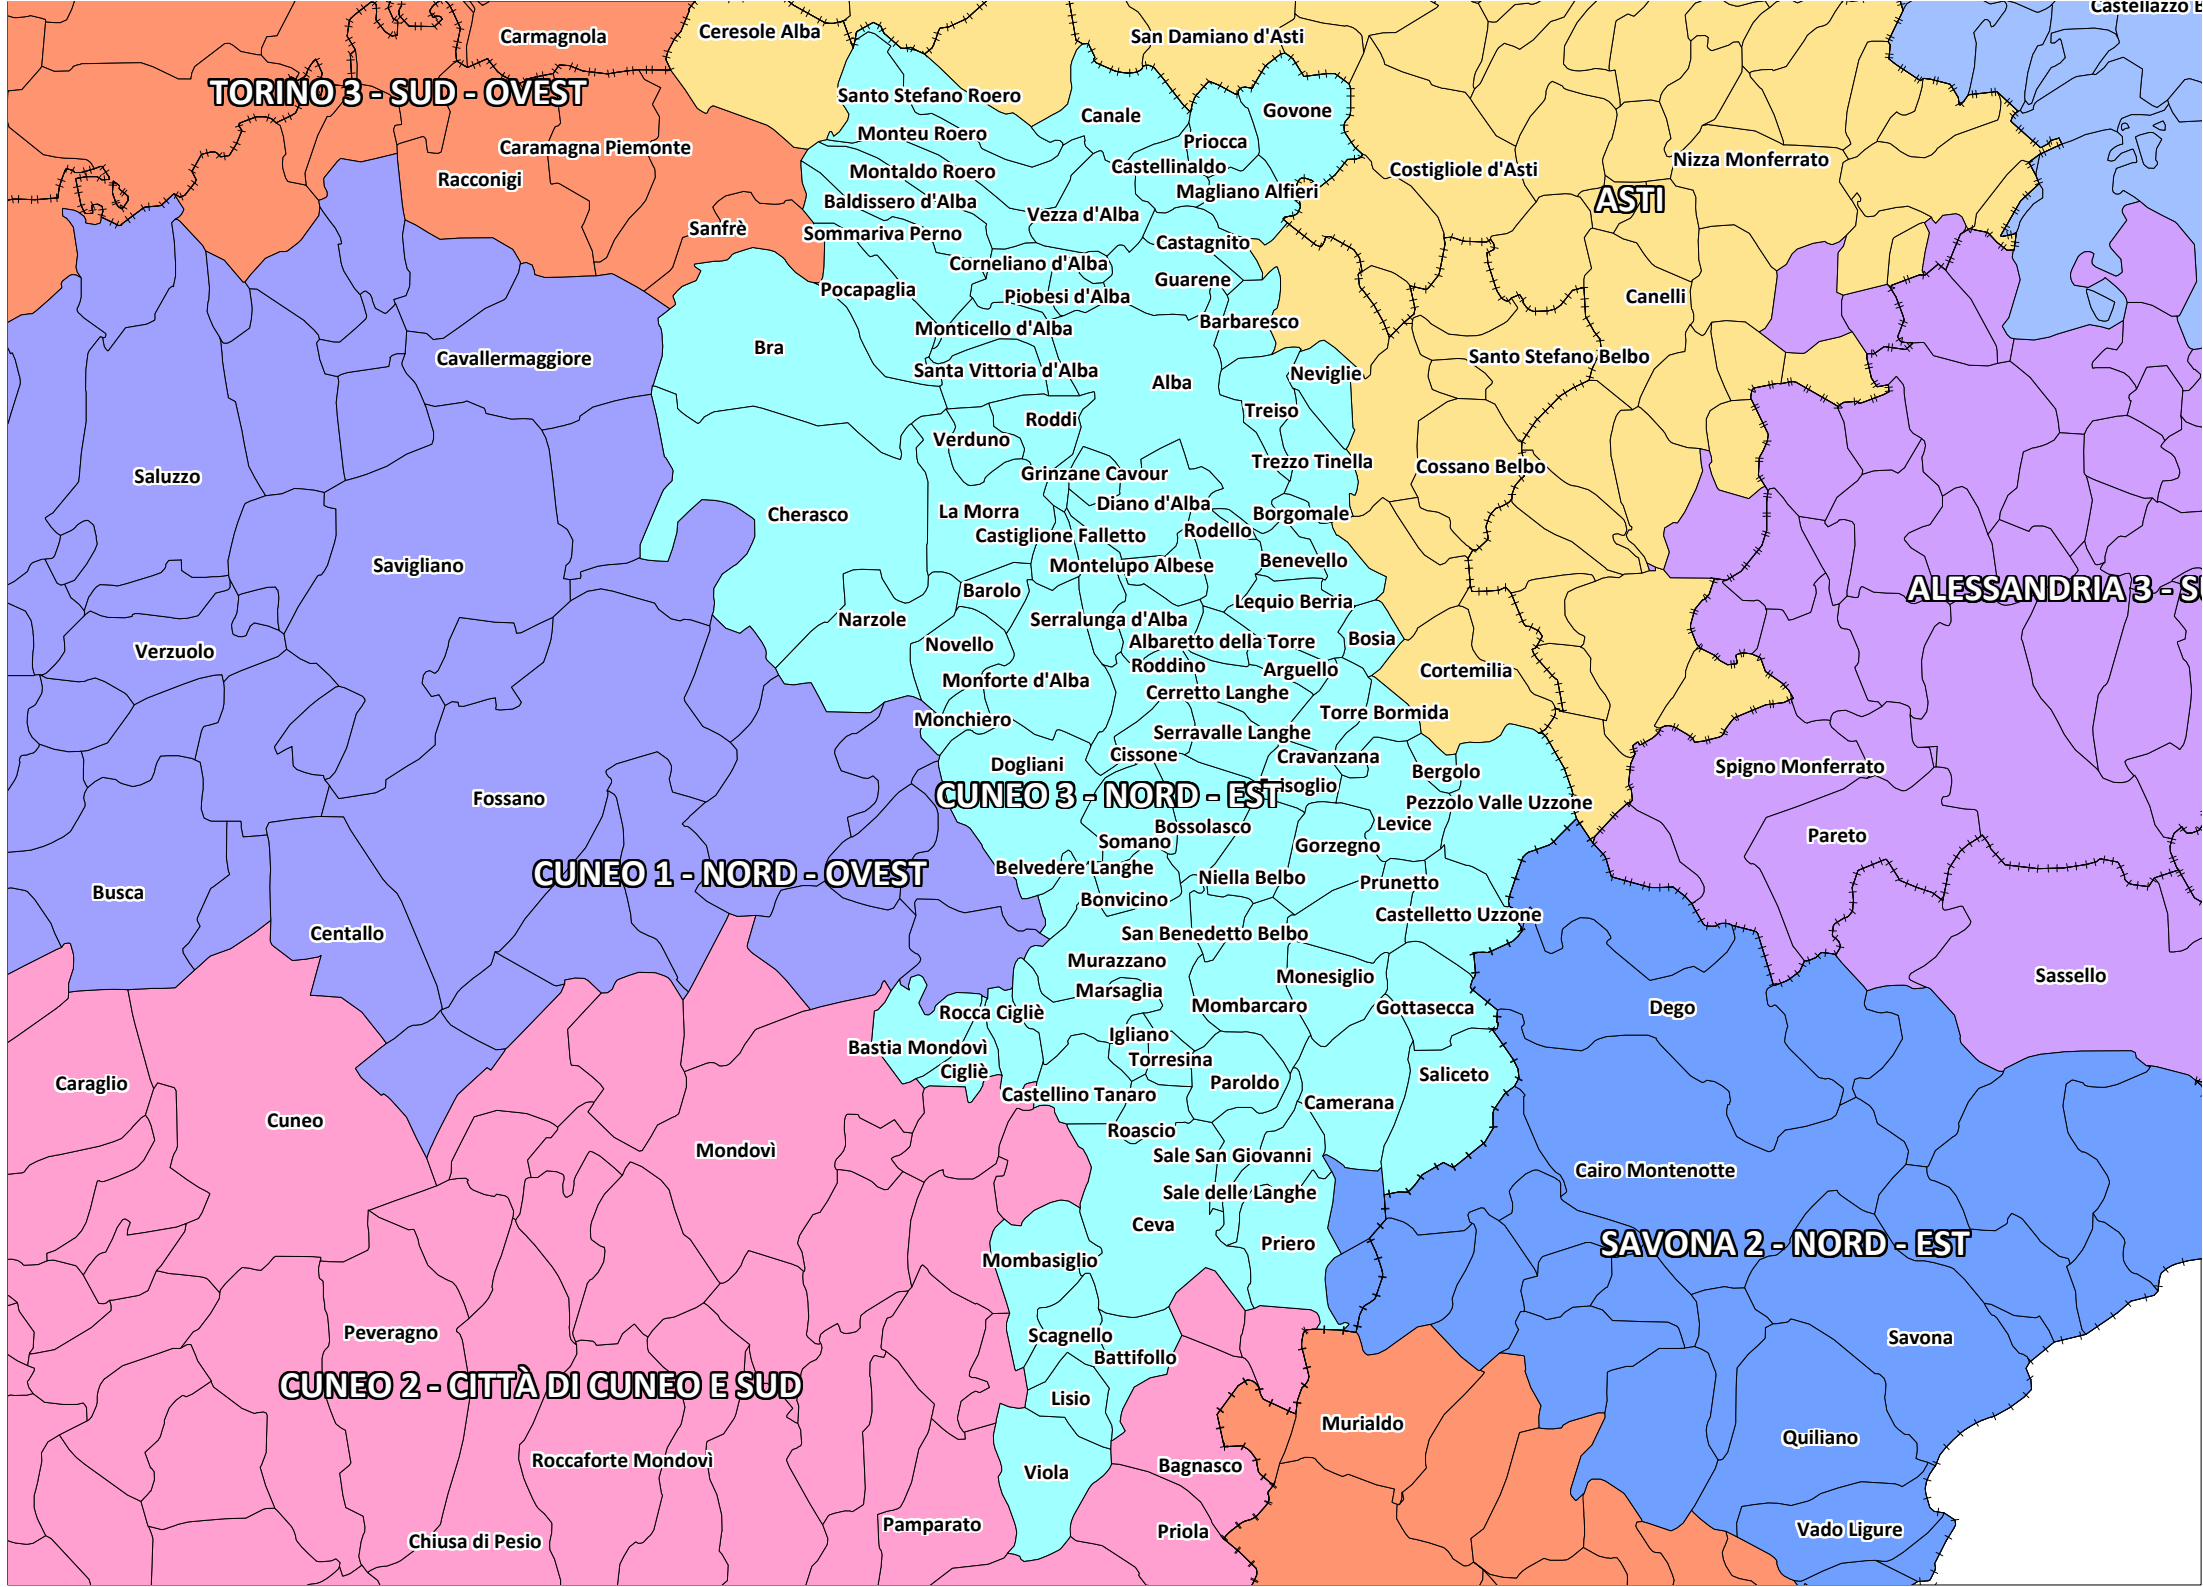 Castellazzo B
Carmagnola
Ceresole Alba
San Damiano d'Asti
TORINO 3 - SUD - OVEST
Santo Stefano Roero
Canale
Govone
Monteu Roero
Priocca
Caramagna Piemonte
Racconigi
Montaldo Roero
Castellinaldo
Costigliole d'Asti
Nizza Monferrato
Magliano Alfieri
ASTI
Baldissero d'Alba
Vezza d'Alba
Sanfrè
Sommariva Perno
Castagnito
Corneliano d'Alba
Guarene
Pocapaglia
Piobesi d'Alba
Canelli
Barbaresco
Monticello d'Alba
Bra
Cavallermaggiore
Santo Stefano Belbo
Santa Vittoria d'Alba
Alba
Neviglie
Treiso
Roddi
Verduno
Trezzo Tinella
Cossano Belbo
Saluzzo
Grinzane Cavour
Diano d'Alba
Cherasco
La Morra
Borgomale
Rodello
Castiglione Falletto
Savigliano
Montelupo Albese
Benevello
Barolo
ALESSANDRIA 3 - S
Lequio Berria
Narzole
Serralunga d'Alba
Bosia
Albaretto della Torre
Novello
Verzuolo
Roddino
Arguello
Cortemilia
Monforte d'Alba
Cerretto Langhe
Monchiero
Torre Bormida
Serravalle Langhe
Cissone
Cravanzana
Dogliani
Bergolo
Spigno Monferrato
isoglio
CUNEO 3 - NORD - EST
Fossano
Pezzolo Valle Uzzone
Bossolasco
Levice
Pareto
Somano
Gorzegno
Belvedere Langhe
CUNEO 1 - NORD - OVEST
Niella Belbo
Prunetto
Busca
Bonvicino
Castelletto Uzzone
Centallo
San Benedetto Belbo
Murazzano
Monesiglio
Sassello
Marsaglia
Mombarcaro
Gottasecca
Dego
Rocca Cigliè
Igliano
Bastia Mondovì
Torresina
Cigliè
Paroldo
Saliceto
Caraglio
Castellino Tanaro
Camerana
Cuneo
Roascio
Mondovì
Sale San Giovanni
Cairo Montenotte
Sale delle Langhe
Ceva
Priero
SAVONA 2 - NORD - EST
Mombasiglio
Peveragno
Scagnello
Savona
Battifollo
CUNEO 2 - CITTÀ DI CUNEO E SUD
Lisio
Murialdo
Quiliano
Roccaforte Mondovì
Viola
Bagnasco
Pamparato
Priola
Vado Ligure
Chiusa di Pesio